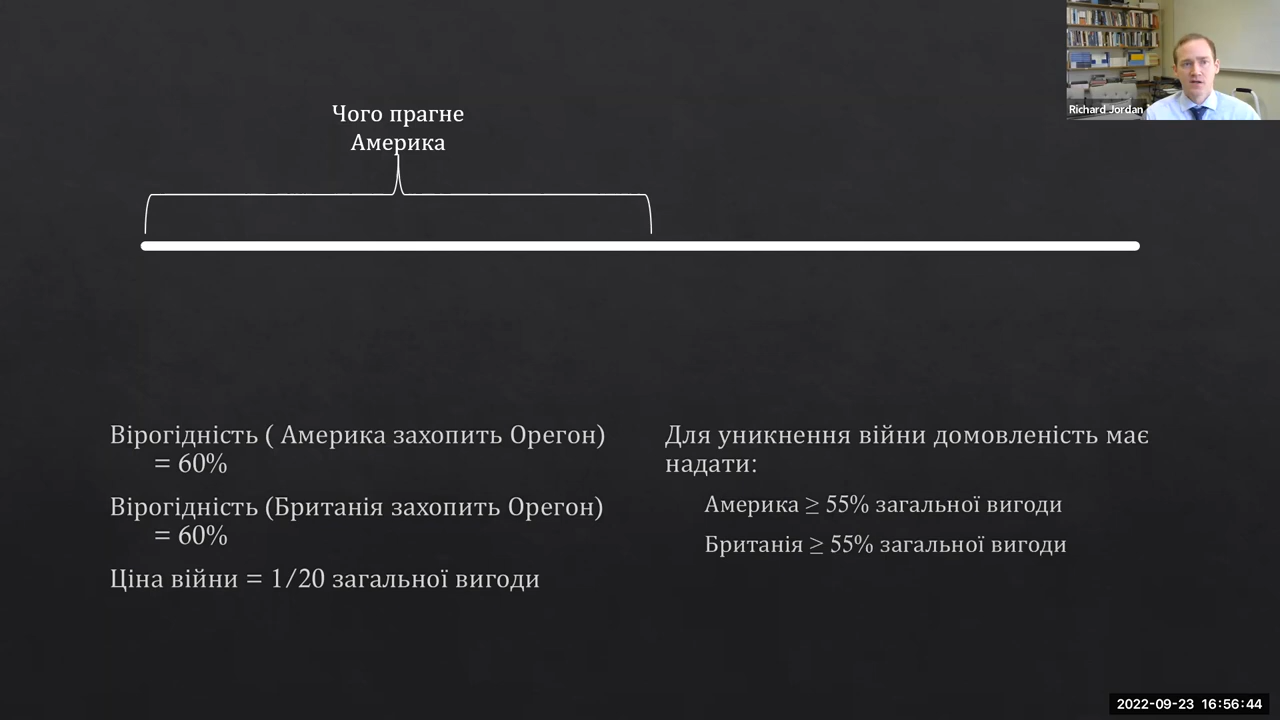 Чого прагне
Америка
Richard Jordan
Вірогідність ( Америка захопить Орегон)
= 60%
Вірогідність (Британія захопить Орегон)
= 60%
Ціна війни = 1/20 загальної вигоди
Для уникнення війни домовленість має
надати:
Америка ≥ 55% загальної вигоди
Британія ≥ 55% загальної вигоди
2022-09-23 16:56:44